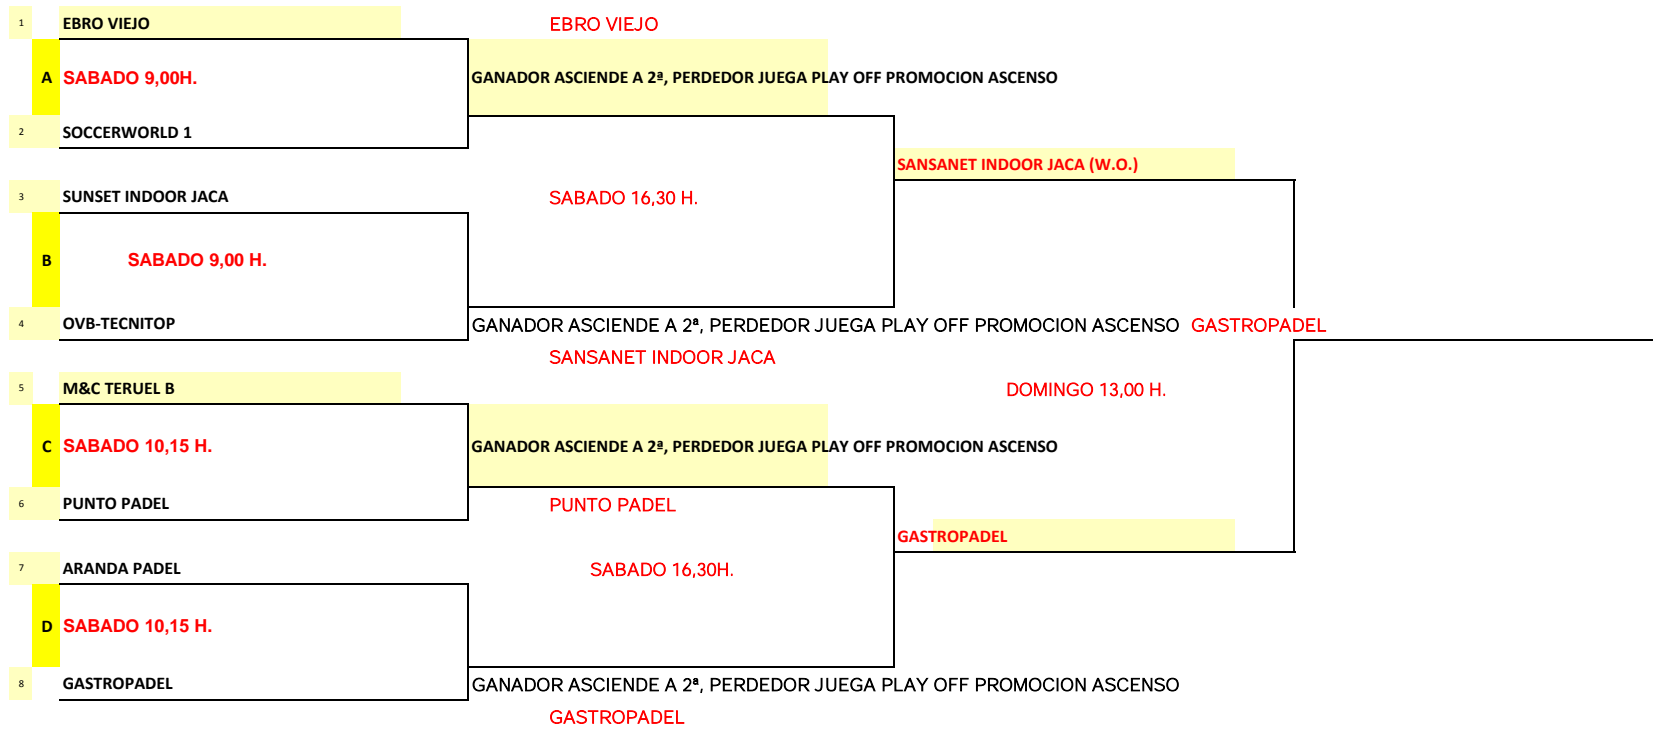 1 EBRO VIEJO EBRO VIEJO
A SABADO 9,00H. GANADOR ASCIENDE A 2ª, PERDEDOR JUEGA PLAY OFF PROMOCION ASCENSO
2 SOCCERWORLD 1
SANSANET INDOOR JACA (W.O.)
3 SUNSET INDOOR JACA SABADO 16,30 H.
B SABADO 9,00 H.
4 OVB-TECNITOP GANADOR ASCIENDE A 2ª, PERDEDOR JUEGA PLAY OFF PROMOCION ASCENSO GASTROPADEL
SANSANET INDOOR JACA
5 M&C TERUEL B DOMINGO 13,00 H.
C SABADO 10,15 H. GANADOR ASCIENDE A 2ª, PERDEDOR JUEGA PLAY OFF PROMOCION ASCENSO
6 PUNTO PADEL PUNTO PADEL
GASTROPADEL
7 ARANDA PADEL SABADO 16,30H.
D SABADO 10,15 H.
8 GASTROPADEL GANADOR ASCIENDE A 2ª, PERDEDOR JUEGA PLAY OFF PROMOCION ASCENSO
GASTROPADEL